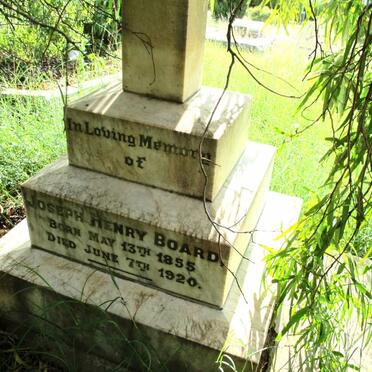 In Loving Memory
of
JOSEPH HENRY BOARD.
BORN MAY 13TH 1855
DIED JUNE 7TH 1920.